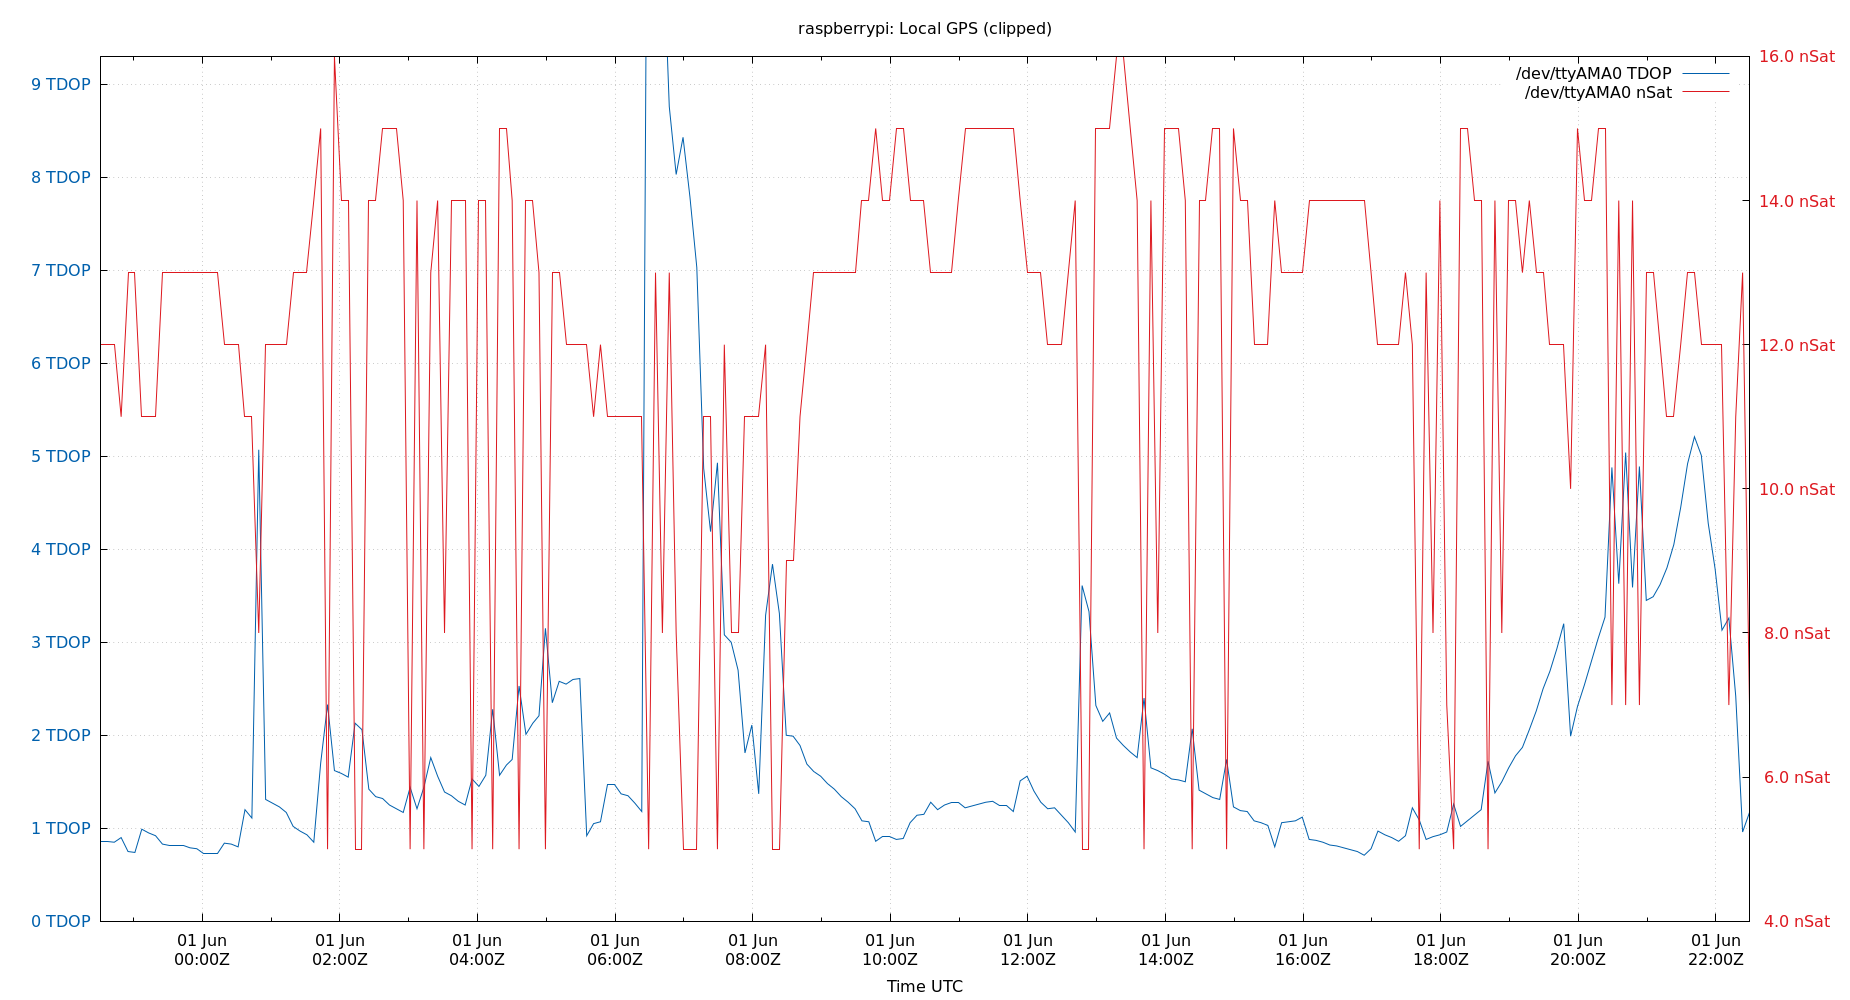 raspberrypi: Local GPS (clipped)
/dev/ttyAMA0 TDOP
/dev/ttyAMA0 nSat
9 TDOP
8 TDOP
7 TDOP
6 TDOP
5 TDOP
4 TDOP
3 TDOP
2 TDOP
1 TDOP
0 TDOP
16.0 nSat
14.0 nSat
12.0 nSat
10.0 nSat
8.0 nSat
6.0 nSat
4.0 nSat
01 Jun 01 Jun 01 Jun 01 Jun 01 Jun 01 Jun 01 Jun 01 Jun 01 Jun 01 Jun 01 Jun 01 Jun
00:00Z 02:00Z 04:00Z 06:00Z 08:00Z 10:00Z 12:00Z 14:00Z 16:00Z 18:00Z 20:00Z 22:00Z
Time UTC